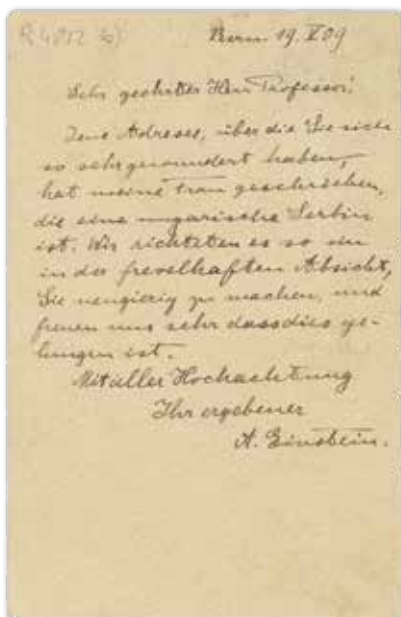 R 4812 b)
Bern 19. V 09
Sehr geehrter Herr Professor!
Jene Adresse, über die Sie sich
so sehr gewundert haben,
hat meine Frau geschrieben,
die eine ungarische Serbin
ist. Wir richteten es so ein
in der frevelhaften Absicht,
Sie neugierig zu machen, und
freuen uns sehr dass dies ge-
lungen ist.
Mit aller Hochachtung
Ihr ergebener
A. Einstein.